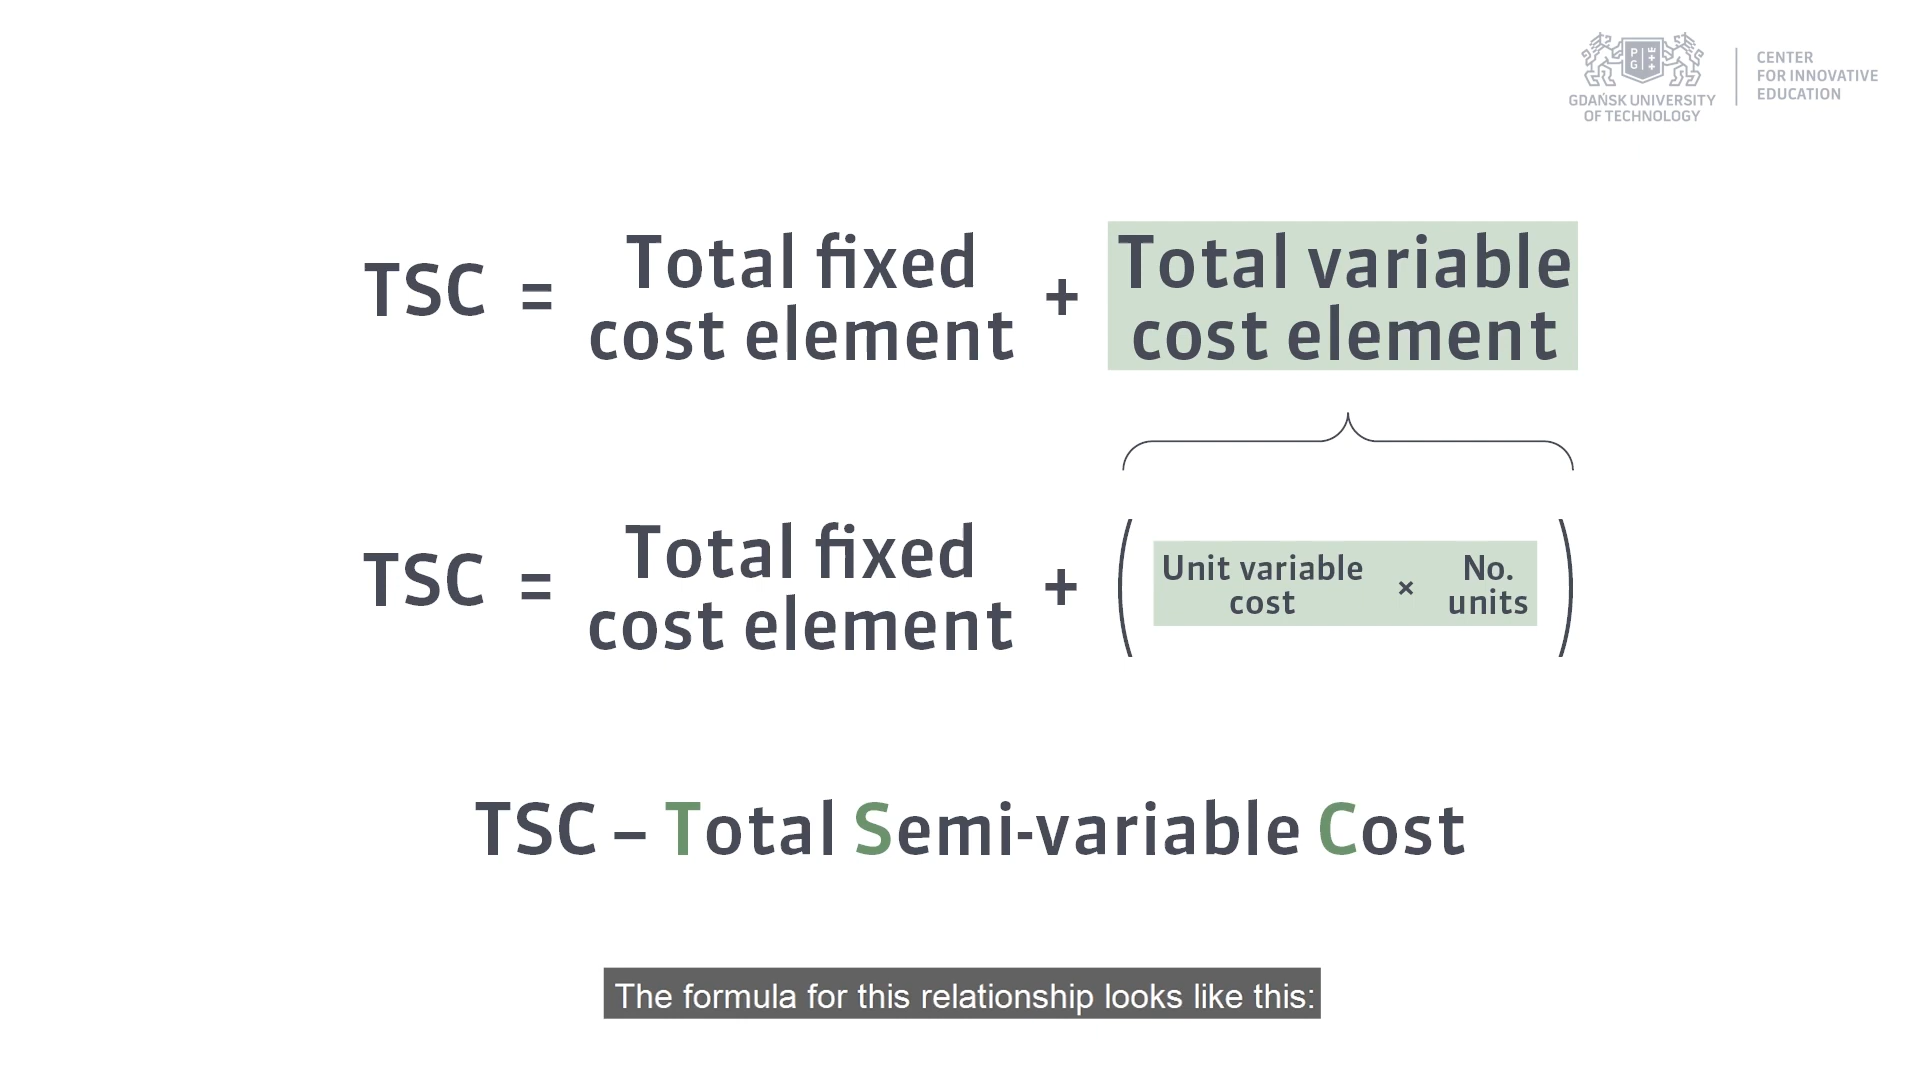 P G
GDAŃSK UNIVERSITY
OF TECHNOLOGY
CENTER
FOR INNOVATIVE
EDUCATION
TSC = Total fixed cost element + Total variable cost element
TSC = Total fixed cost element + ( Unit variable cost × No. units )
TSC – Total Semi-variable Cost
The formula for this relationship looks like this: